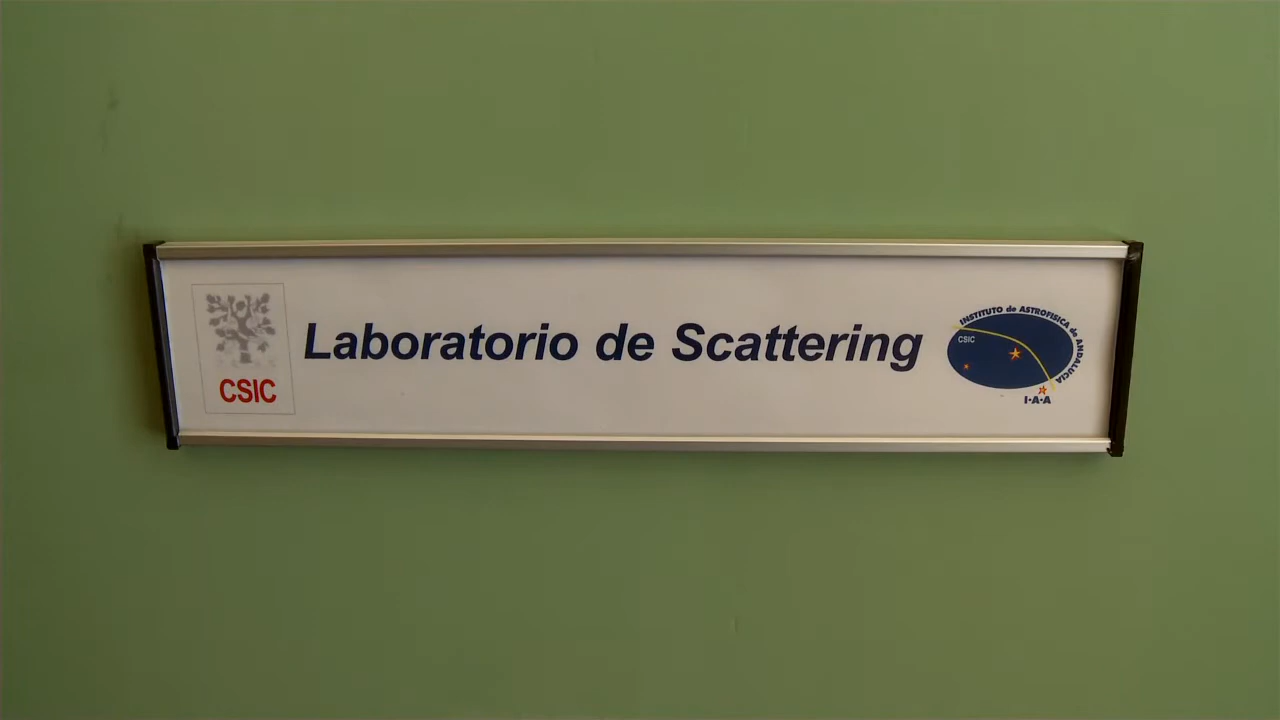 CSIC
Laboratorio de Scattering
INSTITUTO de ASTROFISICA de ANDALUCIA
CSIC
I·A·A